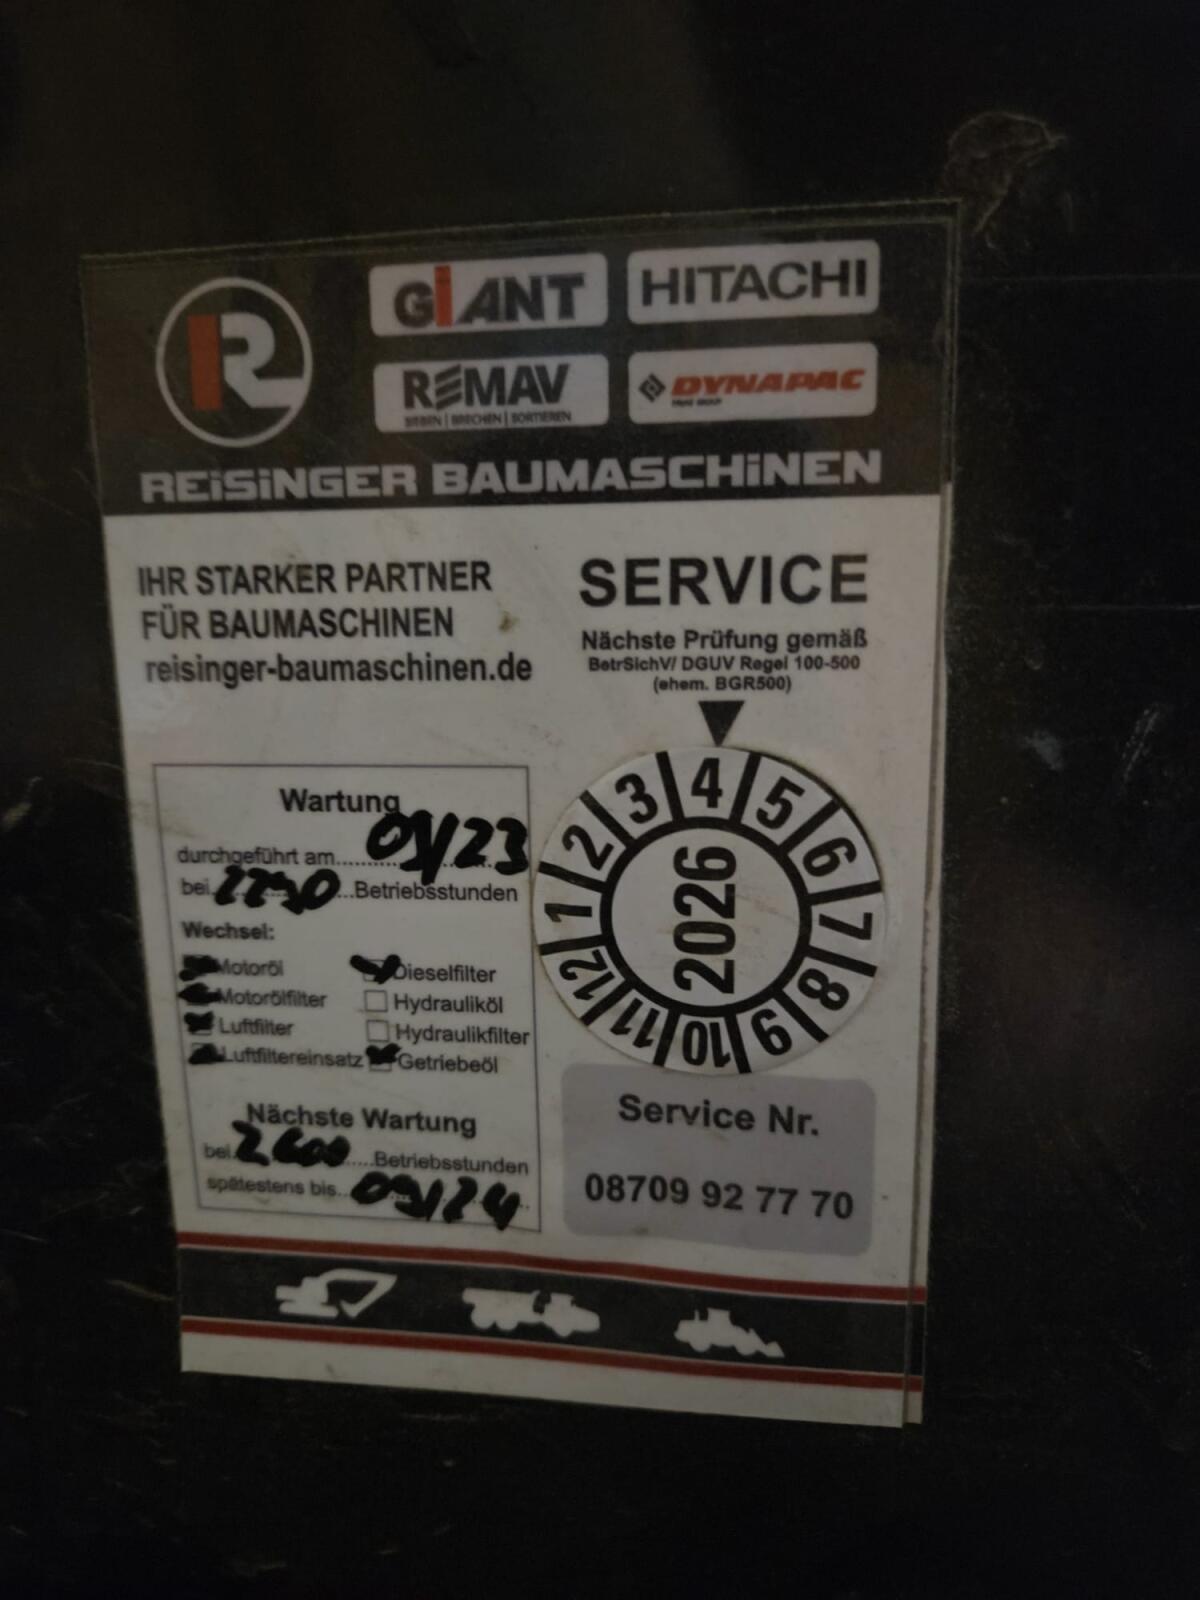 R
GiANT
HITACHI
REMAV
SIEBEN | BRECHEN | SORTIEREN
DYNAPAC
REiSiNGER BAUMASCHiNEN
IHR STARKER PARTNER
FÜR BAUMASCHINEN
reisinger-baumaschinen.de
SERVICE
Nächste Prüfung gemäß
BetrSichV/ DGUV Regel 100-500
(ehem. BGR500)
Wartung
durchgeführt am..............
bei....................Betriebsstunden
Wechsel:
Motoröl
Dieselfilter
Motorölfilter
Hydrauliköl
Luftfilter
Hydraulikfilter
Luftfiltereinsatz
Getriebeöl
Nächste Wartung
bei 2600.....Betriebsstunden
spätestens bis...09/24
1 2 3 4 5 6 7 8 9 10 11 12
2026
Service Nr.
08709 92 77 70